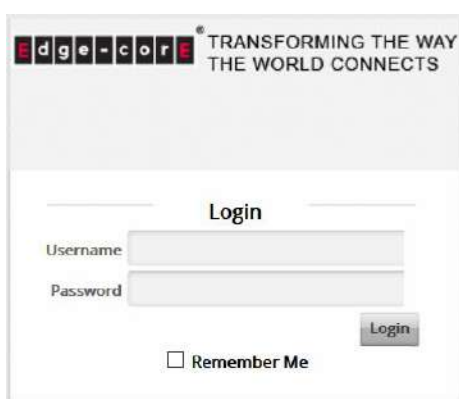 Edge-corE® TRANSFORMING THE WAY
THE WORLD CONNECTS
Login
Username
Password
Login
Remember Me